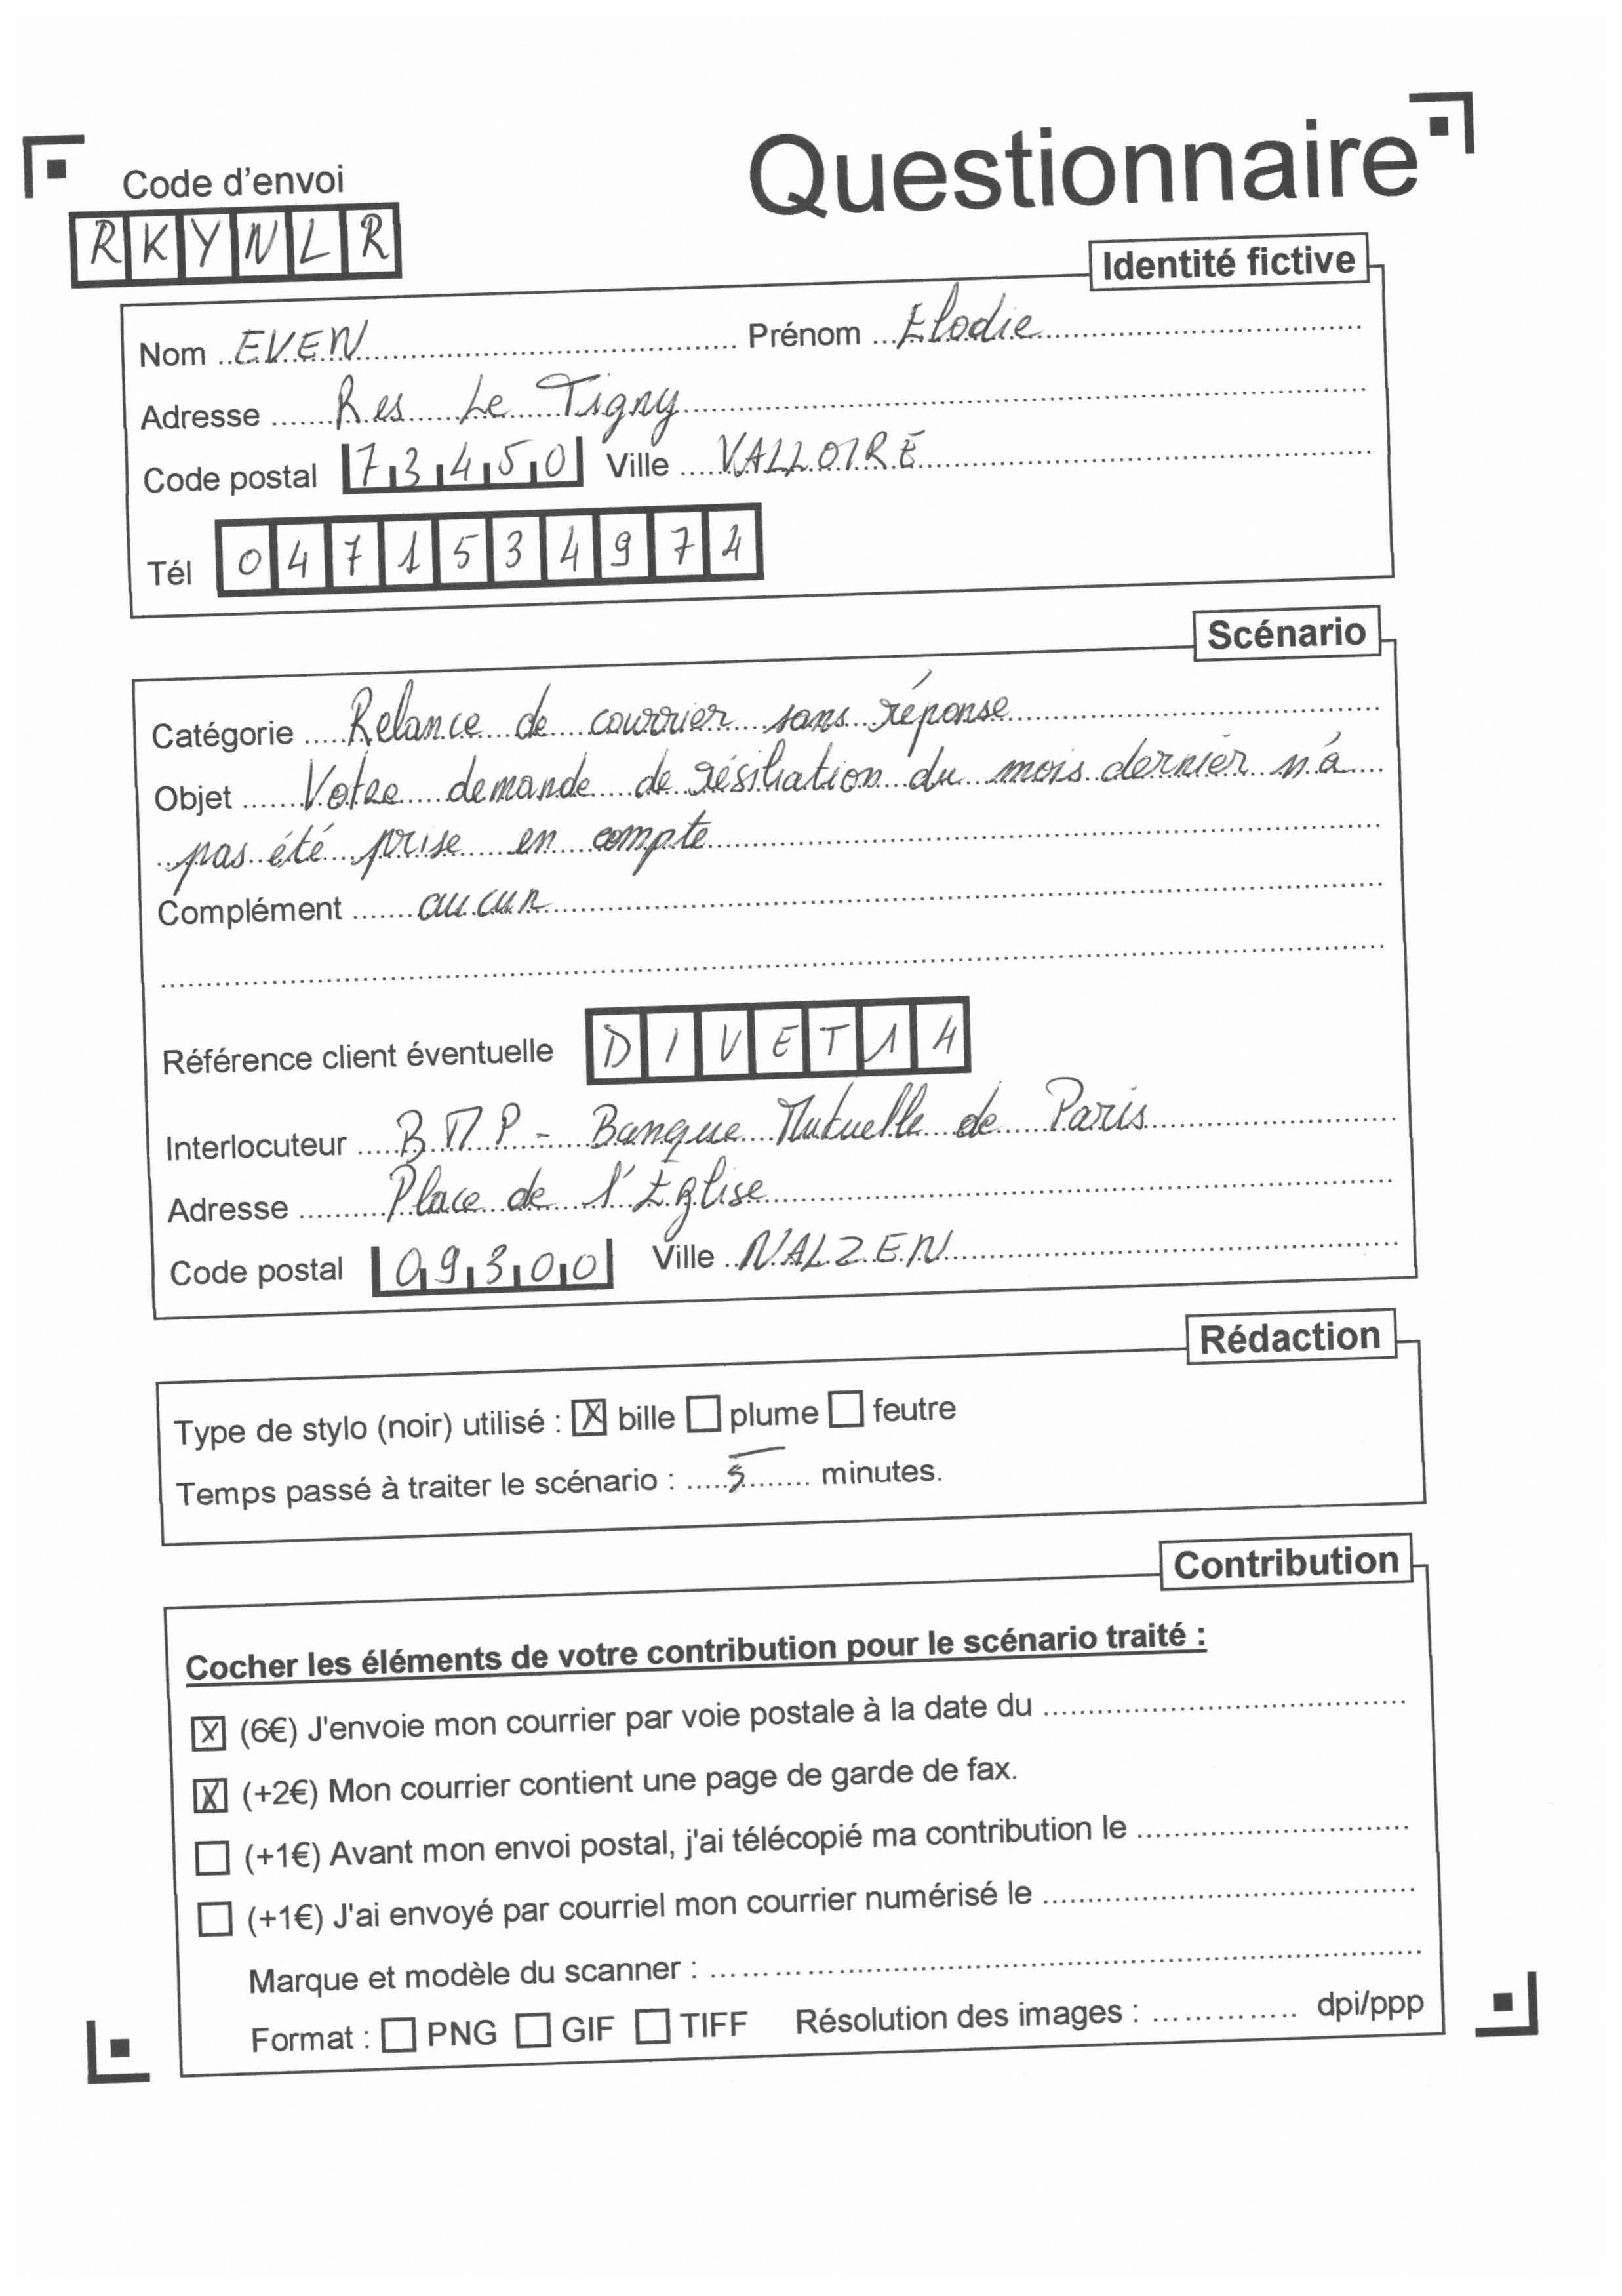 Questionnaire
Code d'envoi
RKYNLR
Identité fictive
Nom EVEN Prénom Elodie
Adresse Res Le Tigny
Code postal 73450 Ville VALLOIRE
Tél 0471534974
Scénario
Catégorie Relance de courrier sans réponse
Objet Votre demande de résiliation du mois dernier n'a
pas été prise en compte
Complément aucun
Référence client éventuelle DIVET14
Interlocuteur BMP - Banque Mutuelle de Paris
Adresse Place de l'Eglise
Code postal 09300 Ville NALZEN
Rédaction
Type de stylo (noir) utilisé : ☒ bille ☐ plume ☐ feutre
Temps passé à traiter le scénario : 5 minutes.
Contribution
Cocher les éléments de votre contribution pour le scénario traité :
☒ (6€) J'envoie mon courrier par voie postale à la date du
☒ (+2€) Mon courrier contient une page de garde de fax.
☐ (+1€) Avant mon envoi postal, j'ai télécopié ma contribution le
☐ (+1€) J'ai envoyé par courriel mon courrier numérisé le
Marque et modèle du scanner :
Format : ☐ PNG ☐ GIF ☐ TIFF Résolution des images : dpi/ppp